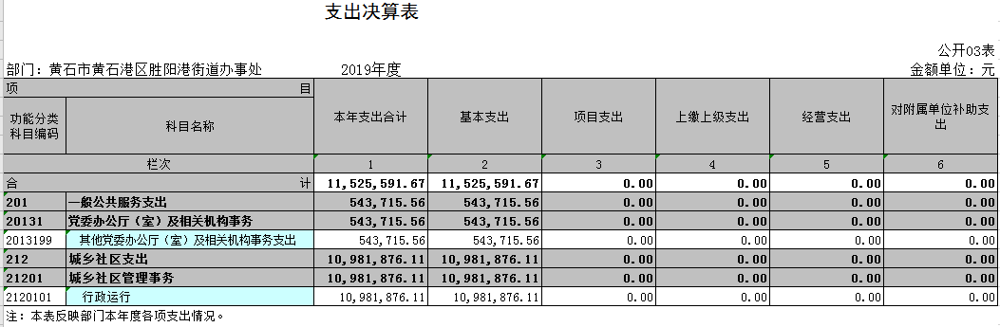 支出决算表
公开03表
部门：黄石市黄石港区胜阳港街道办事处 2019年度 金额单位：元
项 目 本年支出合计 基本支出 项目支出 上缴上级支出 经营支出 对附属单位补助支出
功能分类科目编码 科目名称
栏次 1 2 3 4 5 6
合 计 11,525,591.67 11,525,591.67 0.00 0.00 0.00 0.00
201 一般公共服务支出 543,715.56 543,715.56 0.00 0.00 0.00 0.00
20131 党委办公厅（室）及相关机构事务 543,715.56 543,715.56 0.00 0.00 0.00 0.00
2013199 其他党委办公厅（室）及相关机构事务支出 543,715.56 543,715.56 0.00 0.00 0.00 0.00
212 城乡社区支出 10,981,876.11 10,981,876.11 0.00 0.00 0.00 0.00
21201 城乡社区管理事务 10,981,876.11 10,981,876.11 0.00 0.00 0.00 0.00
2120101 行政运行 10,981,876.11 10,981,876.11 0.00 0.00 0.00 0.00
注：本表反映部门本年度各项支出情况。